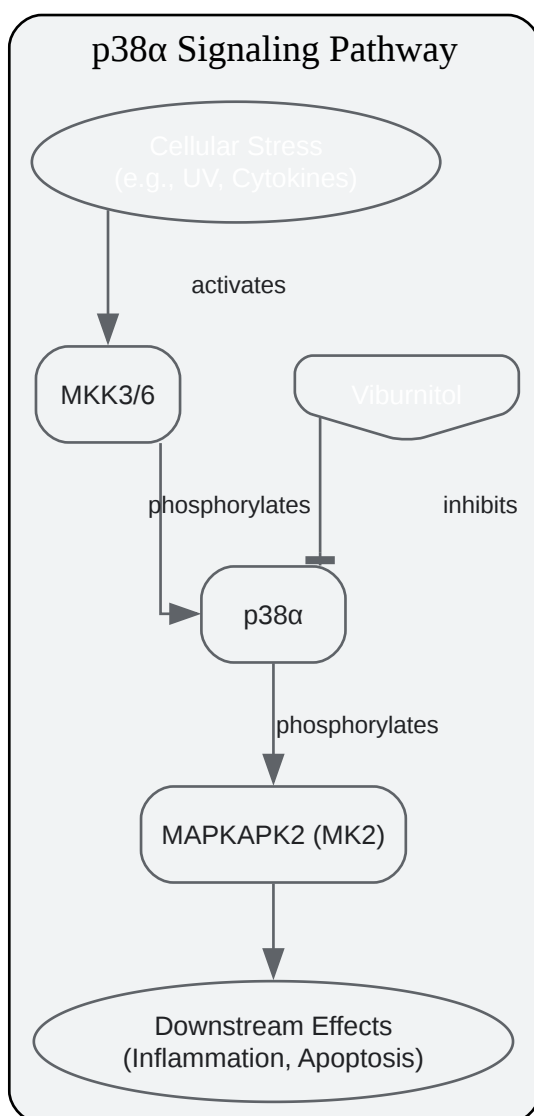 p38α Signaling Pathway
Cellular Stress
(e.g., UV, Cytokines)
activates
MKK3/6
Viburnitol
phosphorylates
inhibits
p38α
phosphorylates
MAPKAPK2 (MK2)
Downstream Effects
(Inflammation, Apoptosis)